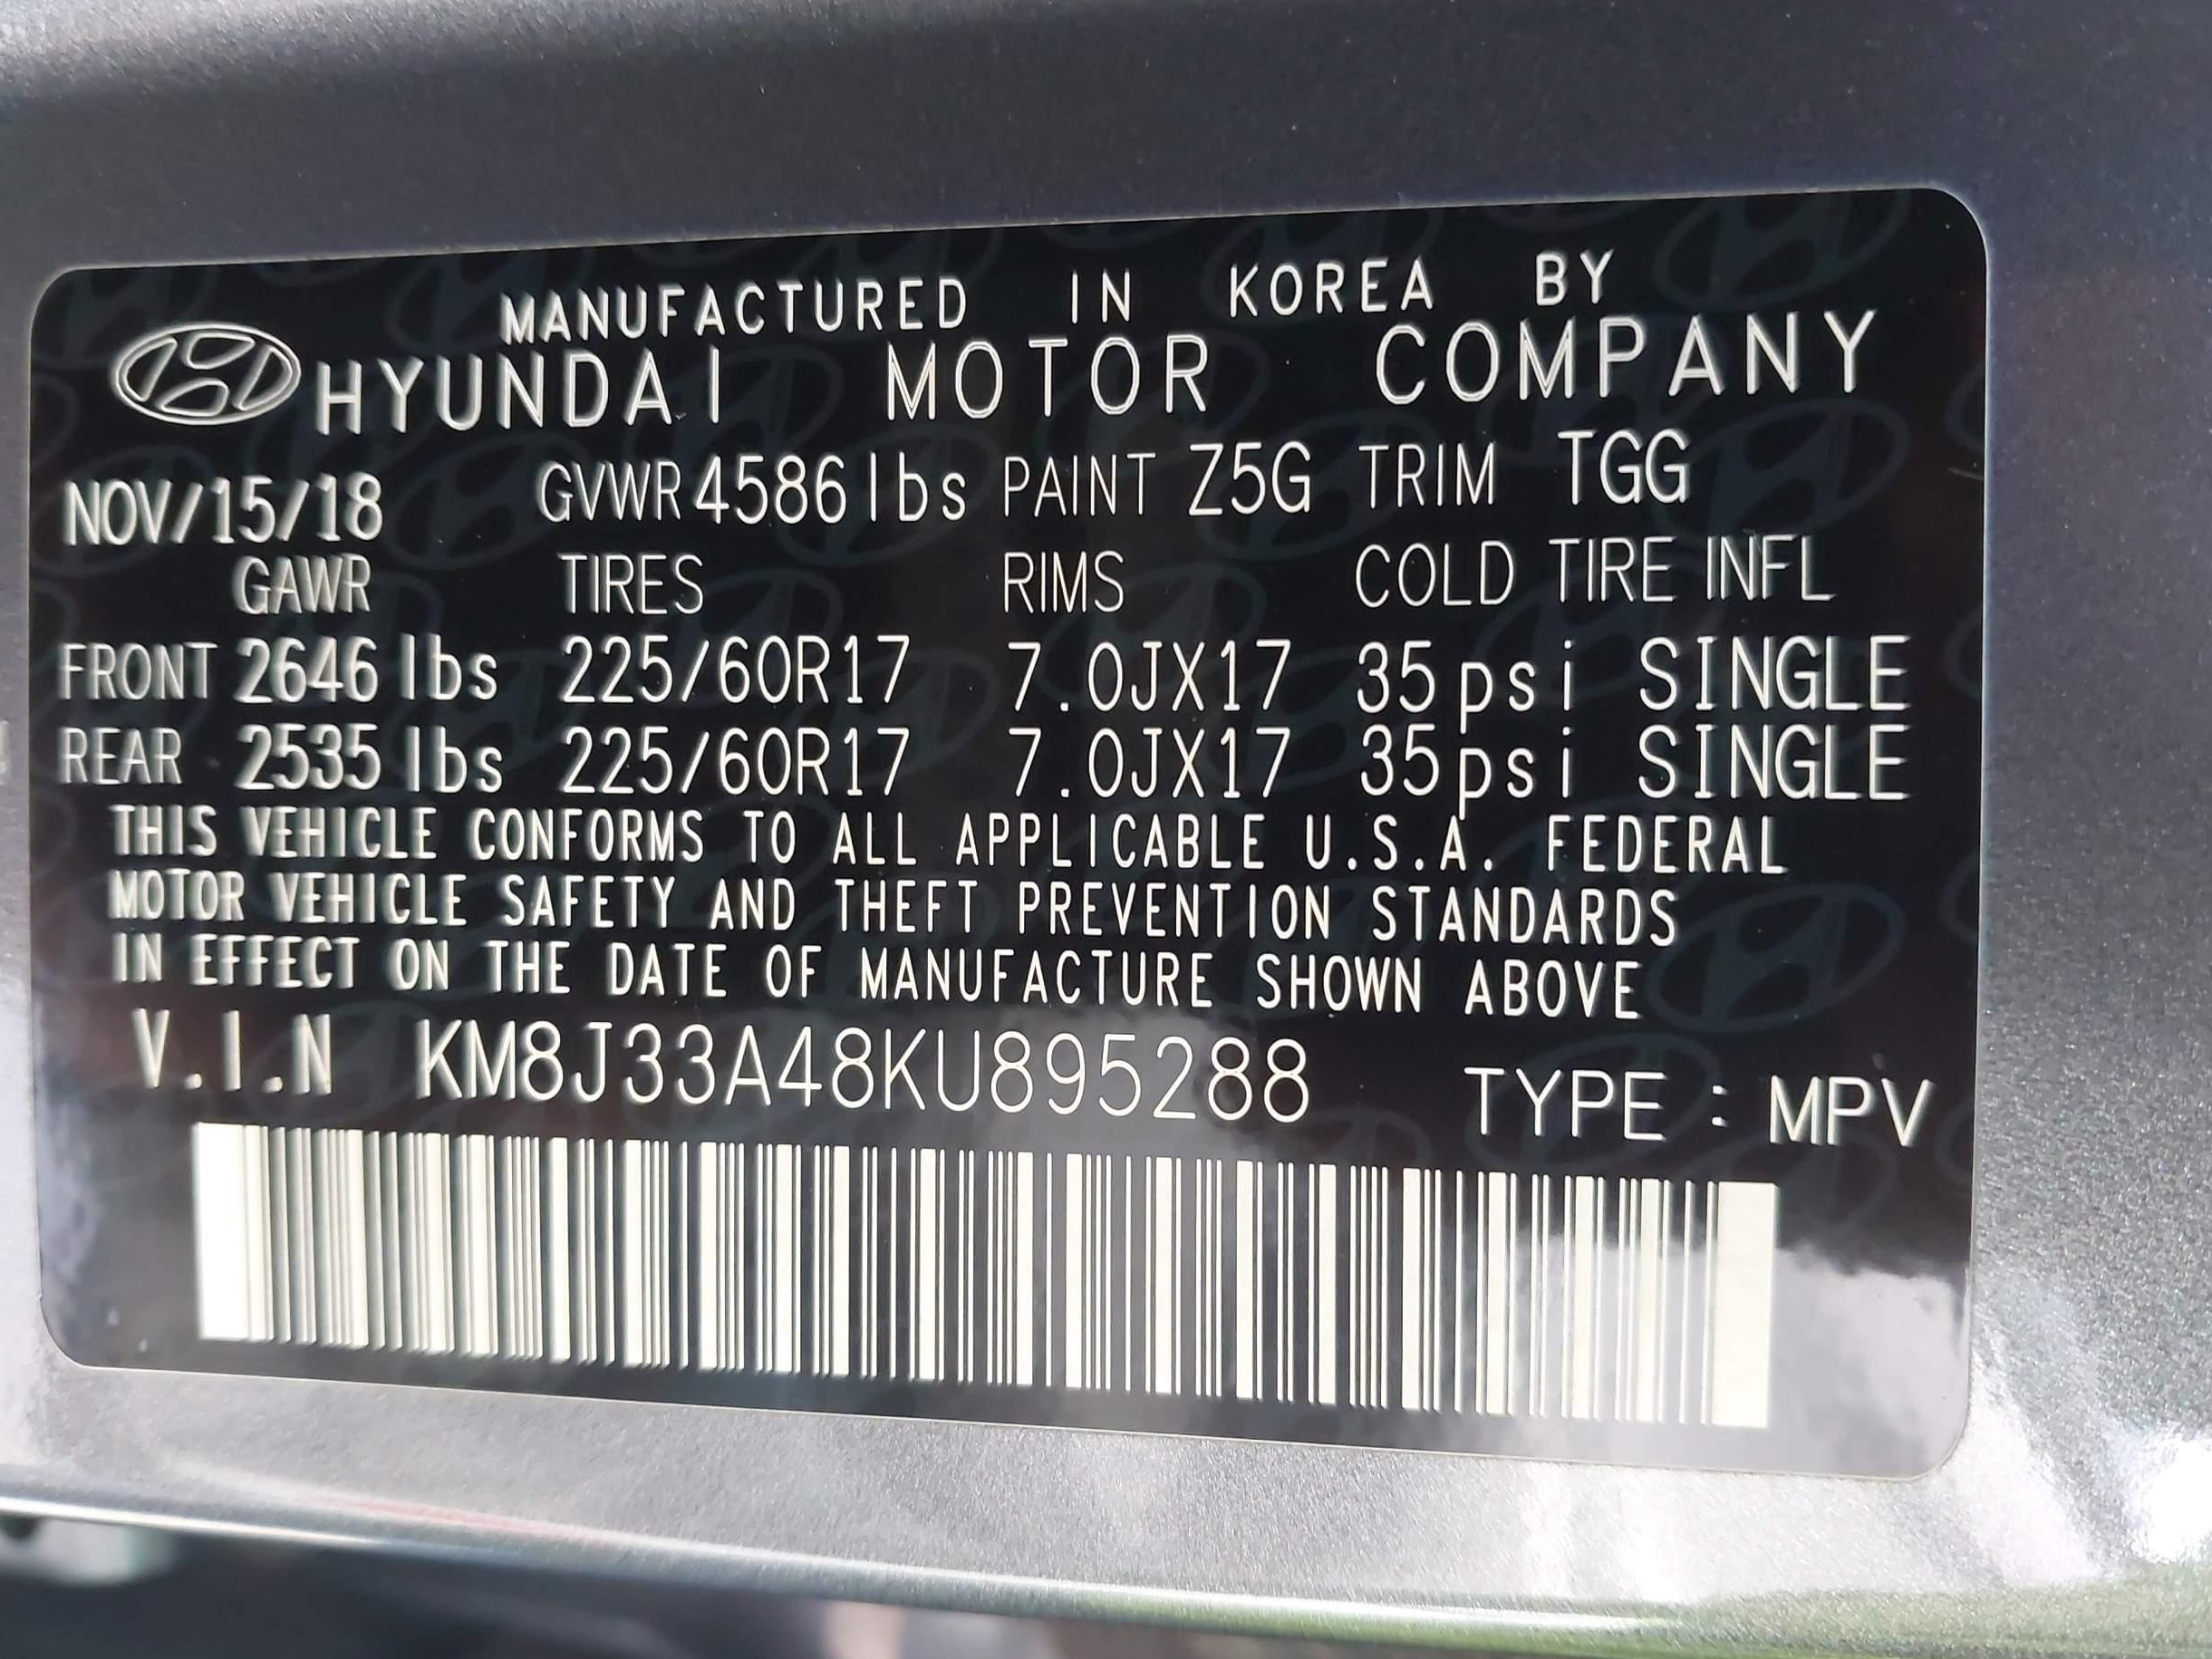 MANUFACTURED IN KOREA BY
HYUNDAI MOTOR COMPANY
NOV/15/18 GVWR 4586 lbs PAINT Z5G TRIM TGG
GAWR TIRES RIMS COLD TIRE INFL
FRONT 2646 lbs 225/60R17 7.0JX17 35psi SINGLE
REAR 2535 lbs 225/60R17 7.0JX17 35psi SINGLE
THIS VEHICLE CONFORMS TO ALL APPLICABLE U.S.A. FEDERAL
MOTOR VEHICLE SAFETY AND THEFT PREVENTION STANDARDS
IN EFFECT ON THE DATE OF MANUFACTURE SHOWN ABOVE
V.I.N KM8J33A48KU895288 TYPE : MPV